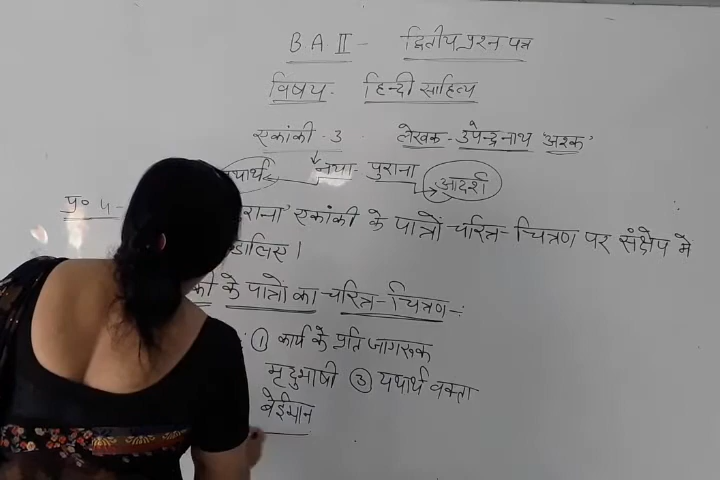 B A II - द्वितीय प्रश्न पत्र
विषय - हिन्दी साहित्य
एकांकी - 3 लेखक - उपेन्द्रनाथ 'अश्क'
यथार्थ नया - पुराना आदर्श
प्र० 5 - एकांकी के पात्रों चरित्र-चित्रण पर संक्षेप में
डालिए।
के पात्रो का चरित्र-चित्रण -:
① कार्य के प्रति जागरूक
मृदुभाषी ③ यथार्थ वक्ता
बेईमान